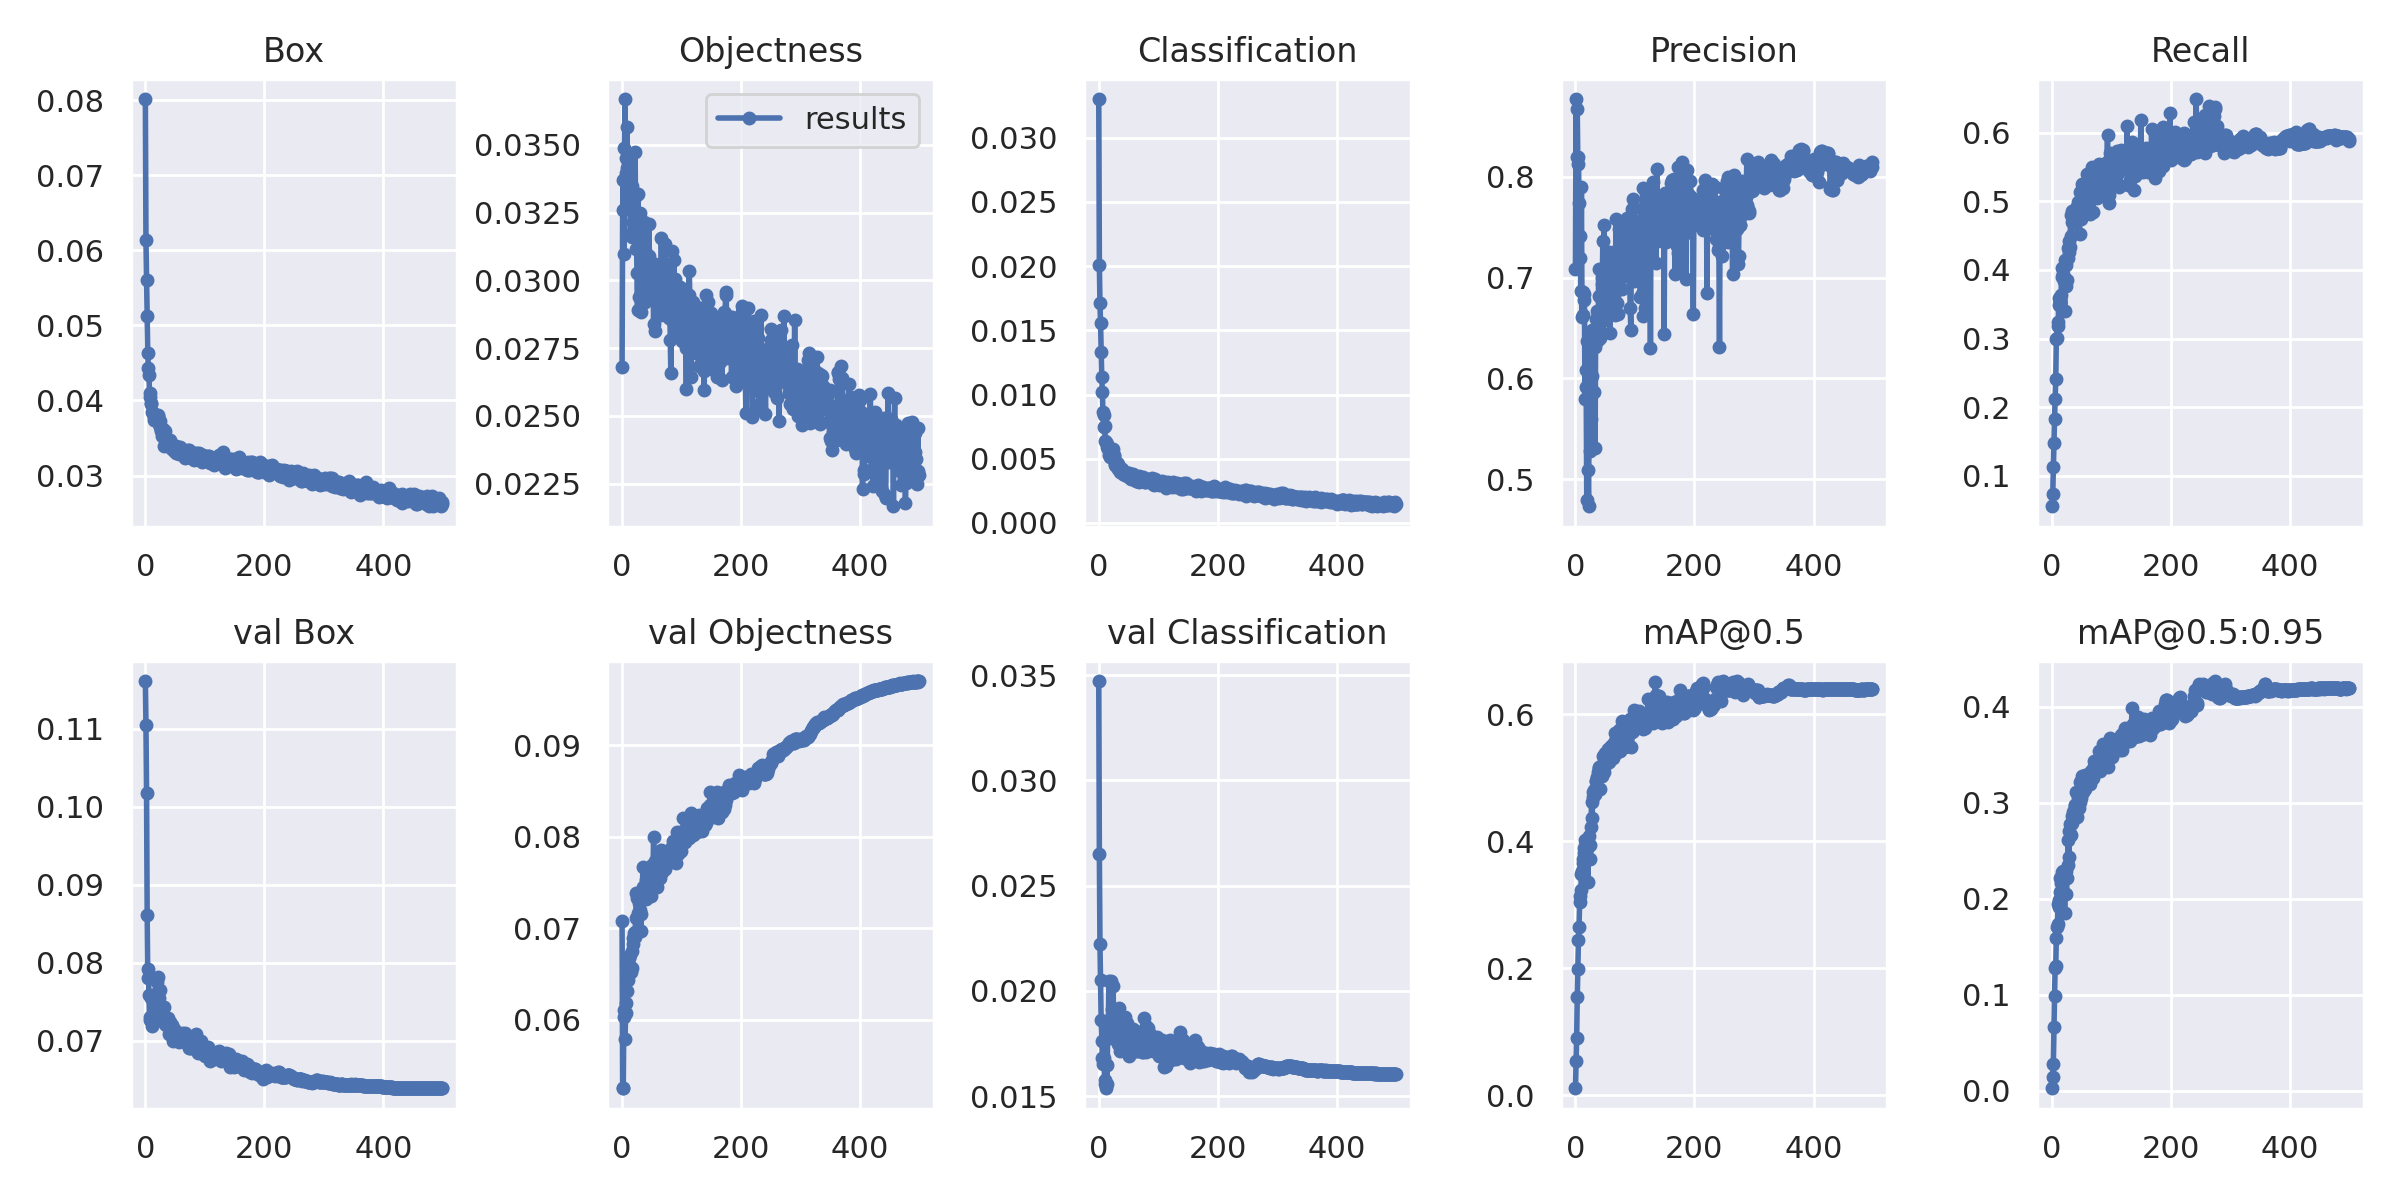 Box
0.08
0.07
0.06
0.05
0.04
0.03
0 200 400
Objectness
results
0.0350
0.0325
0.0300
0.0275
0.0250
0.0225
0 200 400
Classification
0.030
0.025
0.020
0.015
0.010
0.005
0.000
0 200 400
Precision
0.8
0.7
0.6
0.5
0 200 400
Recall
0.6
0.5
0.4
0.3
0.2
0.1
0 200 400
val Box
0.11
0.10
0.09
0.08
0.07
0 200 400
val Objectness
0.09
0.08
0.07
0.06
0 200 400
val Classification
0.035
0.030
0.025
0.020
0.015
0 200 400
mAP@0.5
0.6
0.4
0.2
0.0
0 200 400
mAP@0.5:0.95
0.4
0.3
0.2
0.1
0.0
0 200 400